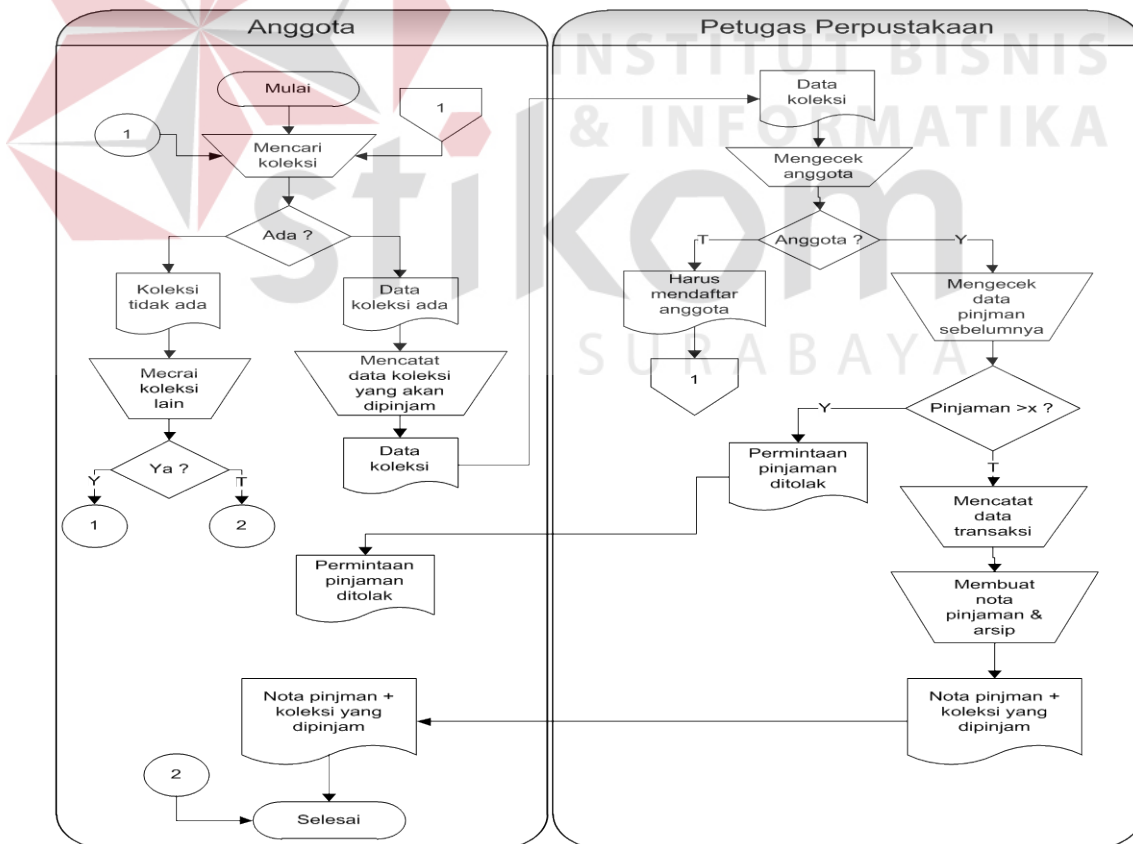 Anggota
Mulai
1
1
Mencari
koleksi
Ada ?
Koleksi
tidak ada
Data
koleksi ada
Mecrai
koleksi
lain
Mencatat
data koleksi
yang akan
dipinjam
Ya ?
Data
koleksi
Y
T
1
2
Permintaan
pinjaman
ditolak
Nota pinjman +
koleksi yang
dipinjam
2
Selesai
Petugas Perpustakaan
Data
koleksi
Mengecek
anggota
Anggota ?
T
Y
Harus
mendaftar
anggota
1
Mengecek
data
pinjman
sebelumnya
Pinjaman >x ?
Y
T
Permintaan
pinjaman
ditolak
Mencatat
data
transaksi
Membuat
nota
pinjaman &
arsip
Nota pinjman +
koleksi yang
dipinjam
INSTITUT BISNIS
& INFORMATIKA
stikom
SURABAYA